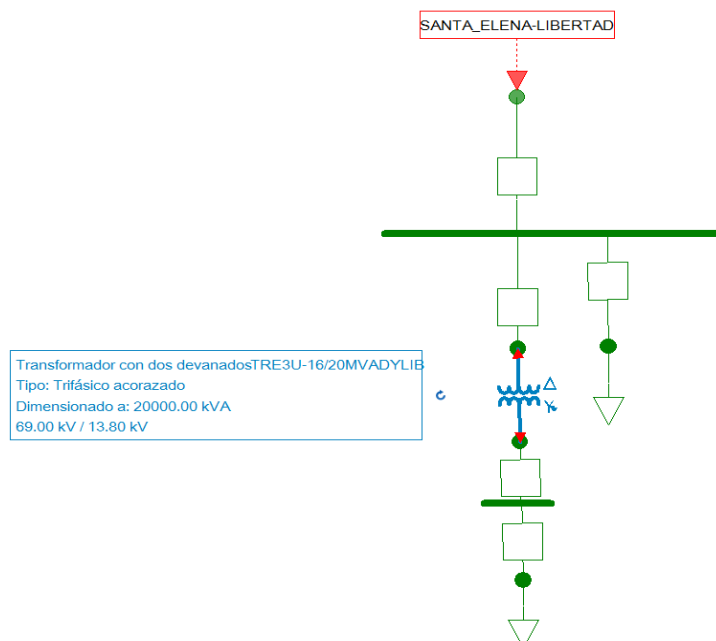 SANTA_ELENA-LIBERTAD
Transformador con dos devanadosTRE3U-16/20MVADYLIB
Tipo: Trifásico acorazado
Dimensionado a: 20000.00 kVA
69.00 kV / 13.80 kV